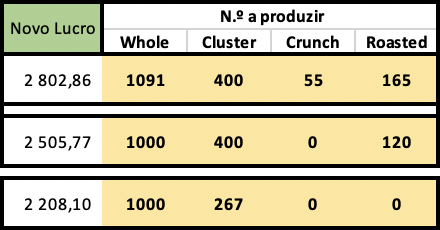 Novo Lucro N.º a produzir
Whole Cluster Crunch Roasted
2 802,86 1091 400 55 165
2 505,77 1000 400 0 120
2 208,10 1000 267 0 0